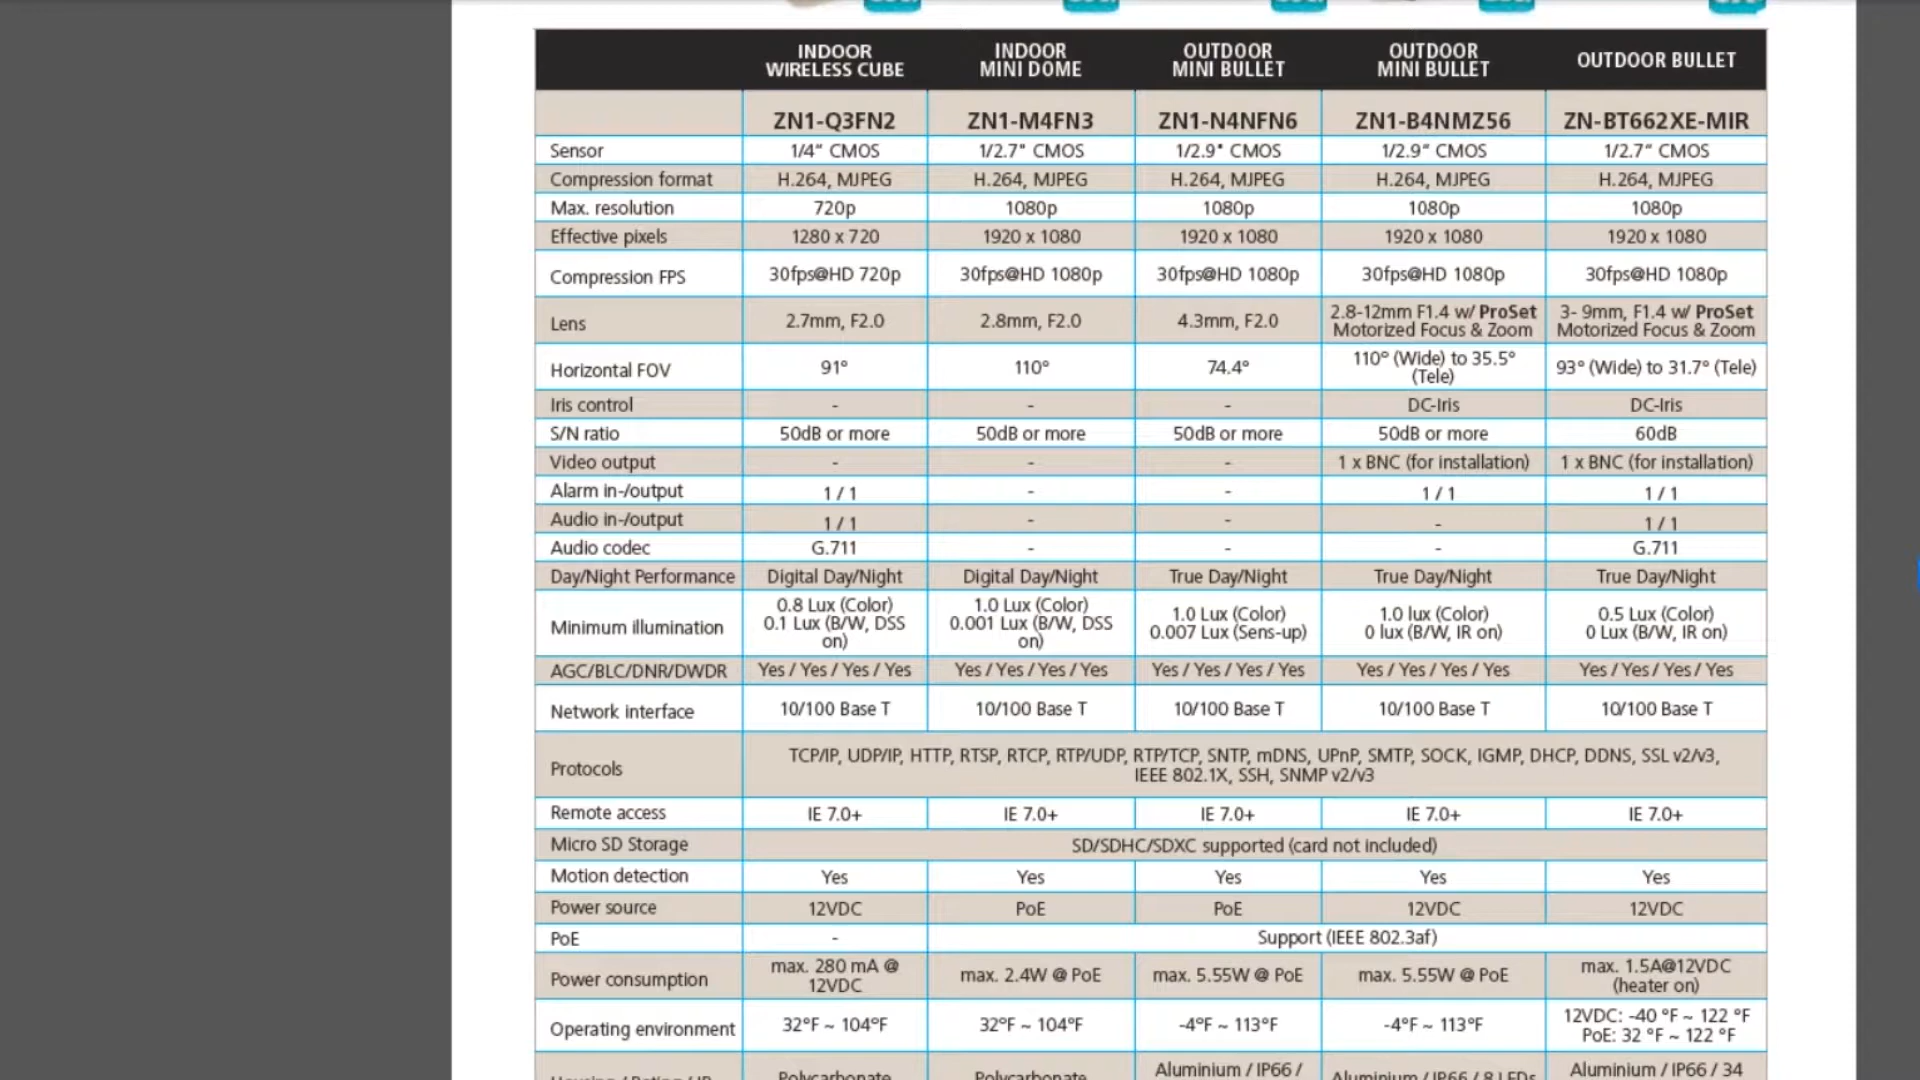 INDOOR
WIRELESS CUBE
INDOOR
MINI DOME
OUTDOOR
MINI BULLET
OUTDOOR
MINI BULLET
OUTDOOR BULLET
ZN1-Q3FN2 ZN1-M4FN3 ZN1-N4NFN6 ZN1-B4NMZ56 ZN-BT662XE-MIR
Sensor 1/4" CMOS 1/2.7" CMOS 1/2.9" CMOS 1/2.9" CMOS 1/2.7" CMOS
Compression format H.264, MJPEG H.264, MJPEG H.264, MJPEG H.264, MJPEG H.264, MJPEG
Max. resolution 720p 1080p 1080p 1080p 1080p
Effective pixels 1280 x 720 1920 x 1080 1920 x 1080 1920 x 1080 1920 x 1080
Compression FPS 30fps@HD 720p 30fps@HD 1080p 30fps@HD 1080p 30fps@HD 1080p 30fps@HD 1080p
Lens 2.7mm, F2.0 2.8mm, F2.0 4.3mm, F2.0
2.8-12mm F1.4 w/ ProSet
Motorized Focus & Zoom
3- 9mm, F1.4 w/ ProSet
Motorized Focus & Zoom
Horizontal FOV 91° 110° 74.4°
110° (Wide) to 35.5°
(Tele)
93° (Wide) to 31.7° (Tele)
Iris control - - - DC-Iris DC-Iris
S/N ratio 50dB or more 50dB or more 50dB or more 50dB or more 60dB
Video output - - - 1 x BNC (for installation) 1 x BNC (for installation)
Alarm in-/output 1 / 1 - - 1 / 1 1 / 1
Audio in-/output 1 / 1 - - - 1 / 1
Audio codec G.711 - - - G.711
Day/Night Performance Digital Day/Night Digital Day/Night True Day/Night True Day/Night True Day/Night
Minimum illumination
0.8 Lux (Color)
0.1 Lux (B/W, DSS
on)
1.0 Lux (Color)
0.001 Lux (B/W, DSS
on)
1.0 Lux (Color)
0.007 Lux (Sens-up)
1.0 lux (Color)
0 lux (B/W, IR on)
0.5 Lux (Color)
0 Lux (B/W, IR on)
AGC/BLC/DNR/DWDR Yes / Yes / Yes / Yes Yes / Yes / Yes / Yes Yes / Yes / Yes / Yes Yes / Yes / Yes / Yes Yes / Yes / Yes / Yes
Network interface 10/100 Base T 10/100 Base T 10/100 Base T 10/100 Base T 10/100 Base T
Protocols
TCP/IP, UDP/IP, HTTP, RTSP, RTCP, RTP/UDP, RTP/TCP, SNTP, mDNS, UPnP, SMTP, SOCK, IGMP, DHCP, DDNS, SSL v2/v3,
IEEE 802.1X, SSH, SNMP v2/v3
Remote access IE 7.0+ IE 7.0+ IE 7.0+ IE 7.0+ IE 7.0+
Micro SD Storage SD/SDHC/SDXC supported (card not included)
Motion detection Yes Yes Yes Yes Yes
Power source 12VDC PoE PoE 12VDC 12VDC
PoE - Support (IEEE 802.3af)
Power consumption
max. 280 mA @
12VDC
max. 2.4W @ PoE max. 5.55W @ PoE max. 5.55W @ PoE
max. 1.5A@12VDC
(heater on)
Operating environment 32°F ~ 104°F 32°F ~ 104°F -4°F ~ 113°F -4°F ~ 113°F
12VDC: -40 °F ~ 122 °F
PoE: 32 °F ~ 122 °F
Polycarbonate Polycarbonate
Aluminium / IP66 /
Aluminium / IP66 / 8 LEDs
Aluminium / IP66 / 34